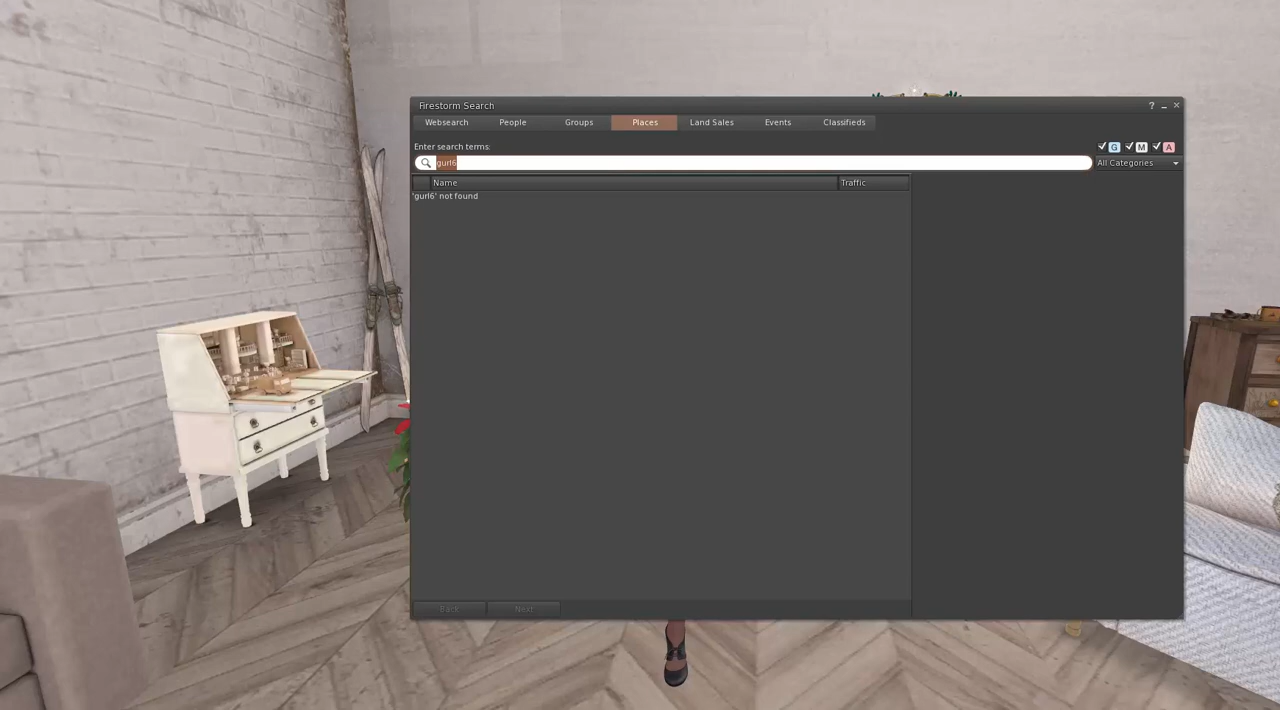 Firestorm Search ? _ ×
Websearch People Groups Places Land Sales Events Classifieds
Enter search terms: G M A
gurl6 All Categories
Name Traffic
'gurl6' not found
Back Next